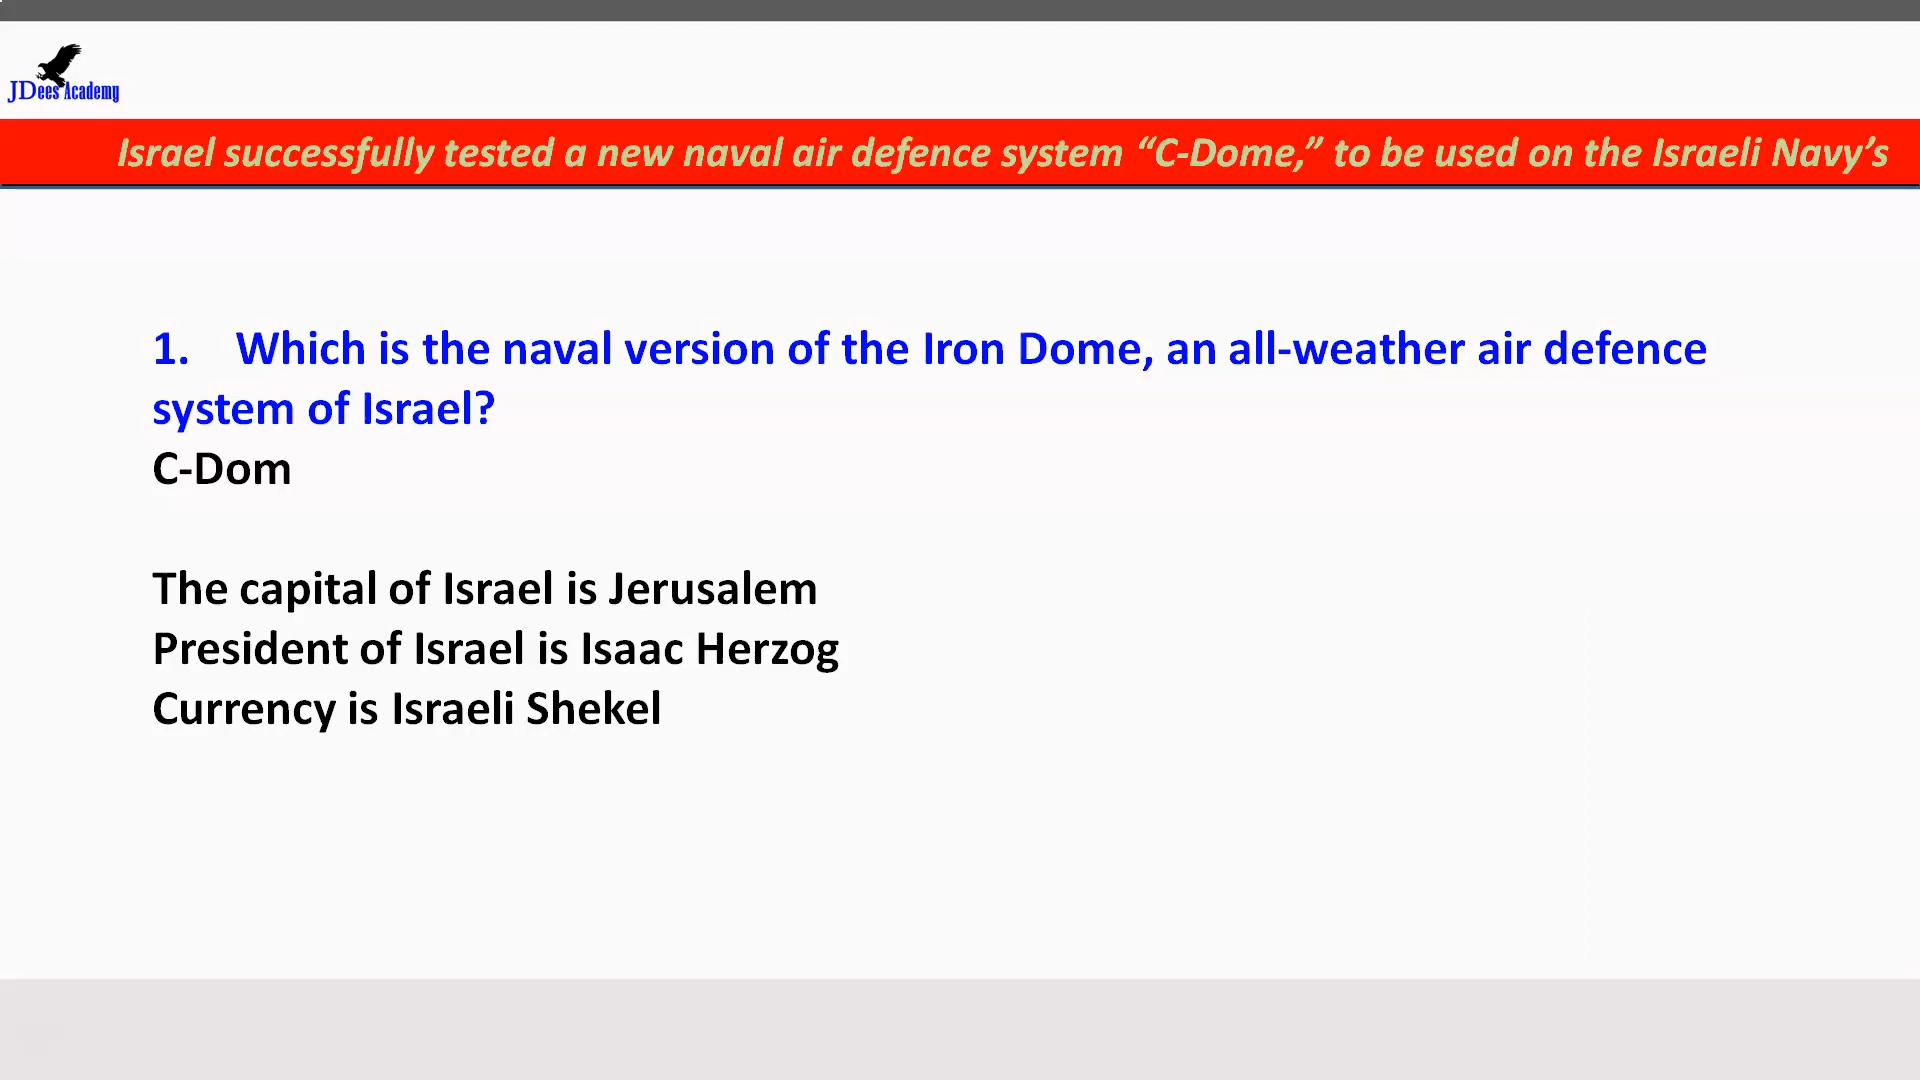 JDees Academy
Israel successfully tested a new naval air defence system “C-Dome,” to be used on the Israeli Navy’s
1. Which is the naval version of the Iron Dome, an all-weather air defence
system of Israel?
C-Dom
The capital of Israel is Jerusalem
President of Israel is Isaac Herzog
Currency is Israeli Shekel